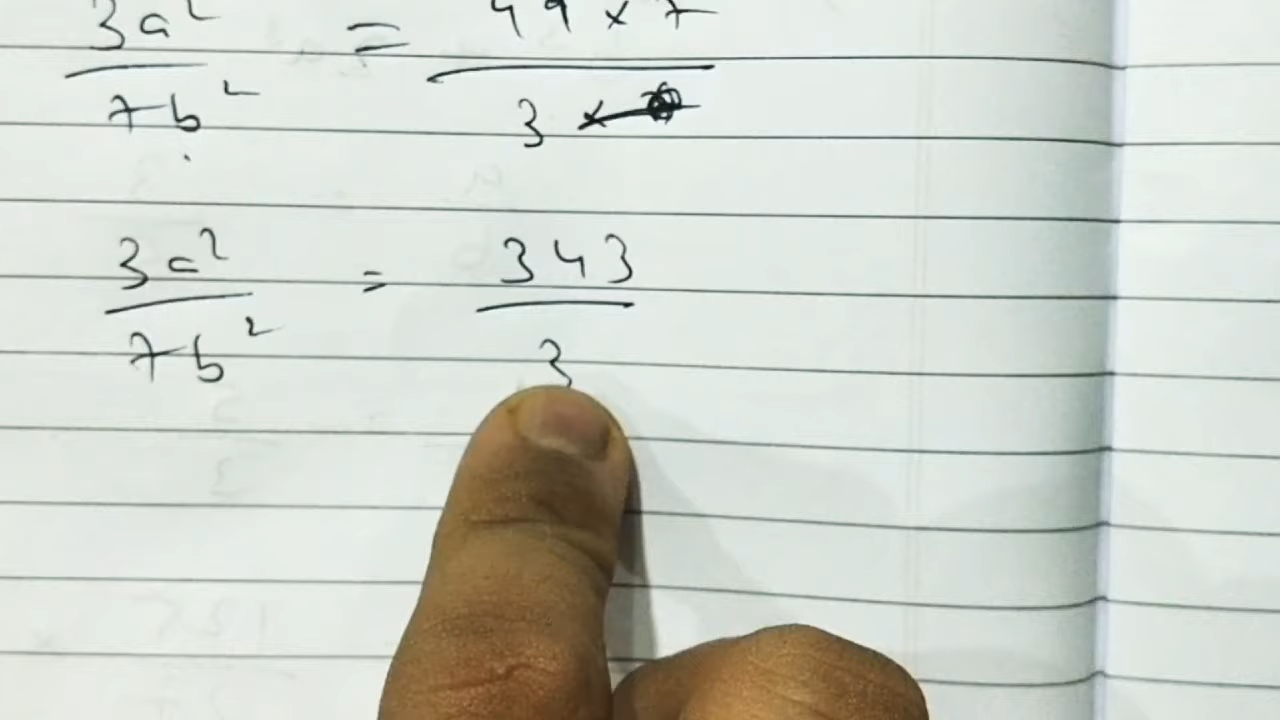 3a² = 49 × 7
7b² 3
3a² = 343
7b² 3